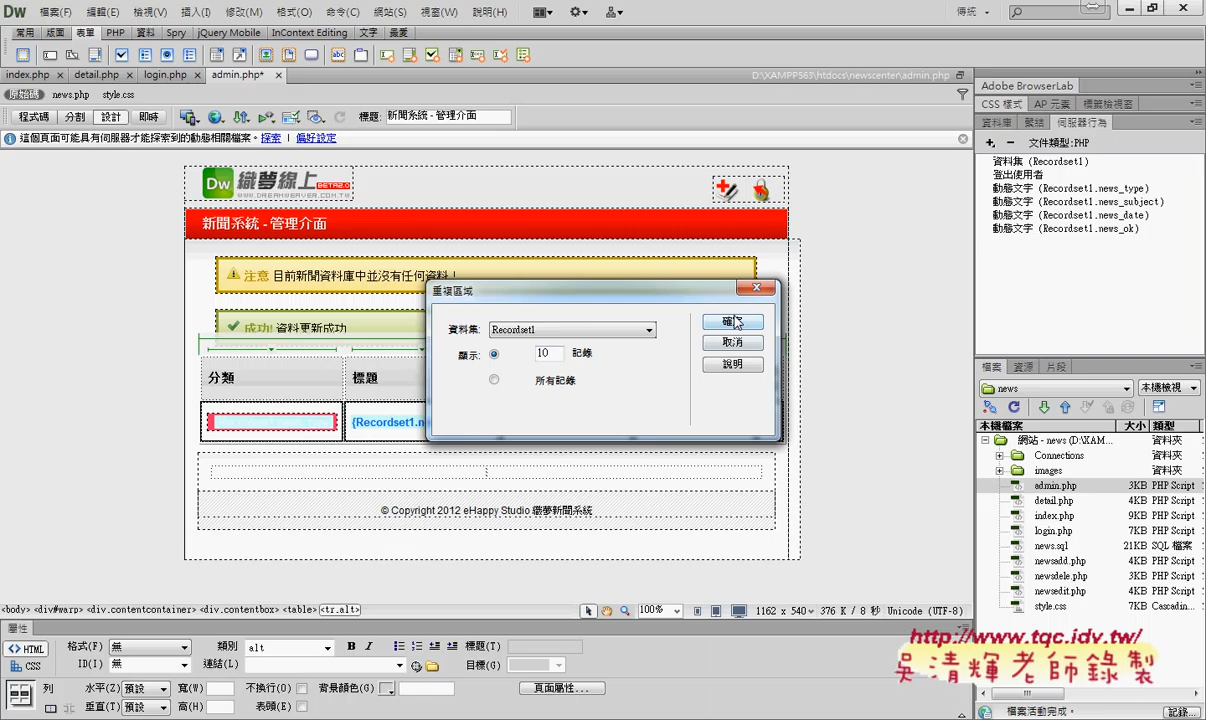 Dw 檔案(F) 編輯(E) 檢視(V) 插入(I) 修改(M) 格式(O) 命令(C) 網站(S) 視窗(W) 說明(H) 傳統
常用 版面 表單 PHP 資料 Spry jQuery Mobile InContext Editing 文字 我的最愛
index.php detail.php login.php admin.php* D:\XAMPP563\htdocs\newscenter\admin.php
原始碼 news.php style.css
程式碼 分割 設計 即時 標題: 新聞系統 - 管理介面
這個頁面可能具有伺服器才能探索到的動態相關檔案。 探索 偏好設定
Dw 織夢線上 BETA2.0
WWW.DREAMWEAVER.COM.TW
新聞系統 - 管理介面
注意 目前新聞資料庫中並沒有任何資料!
成功! 資料更新成功
分類 標題
{Recordset1.n
© Copyright 2012 eHappy Studio 織夢新聞系統
重複區域
資料集: Recordset1 確定
顯示: 10 記錄 取消
說明
所有記錄
Adobe BrowserLab
CSS 樣式 AP 元素 標籤檢視窗
資料庫 繫結 伺服器行為
文件類型:PHP
資料集 (Recordset1)
登出使用者
動態文字 (Recordset1.news_type)
動態文字 (Recordset1.news_subject)
動態文字 (Recordset1.news_date)
動態文字 (Recordset1.news_ok)
檔案 資源 片段
news 本機檢視
本機檔案 大小 類型
網站 - news (D:\XAM... 資料夾
Connections 資料夾
images 資料夾
admin.php 3KB PHP Script
detail.php 4KB PHP Script
index.php 9KB PHP Script
login.php 7KB PHP Script
news.sql 21KB SQL 檔案
newsadd.php 4KB PHP Script
newsdele.php 3KB PHP Script
newsedit.php 4KB PHP Script
style.css 7KB Cascadin...
檔案活動完成。 記錄...
<body> <div#warp> <div.contentcontainer> <div.contentbox> <table> <tr.alt> 100% 1162 x 540 376 K / 8 秒 Unicode (UTF-8)
屬性
HTML 格式(F) 無 類別 alt B I 標題(T)
CSS ID(I) 無 連結(L) 目標(G)
列 水平(Z) 預設 寬(W) 不換行(O) 背景顏色(G) 頁面屬性...
垂直(T) 預設 高(H) 表頭(E)
http://www.tqc.idv.tw/
吳清輝老師錄製